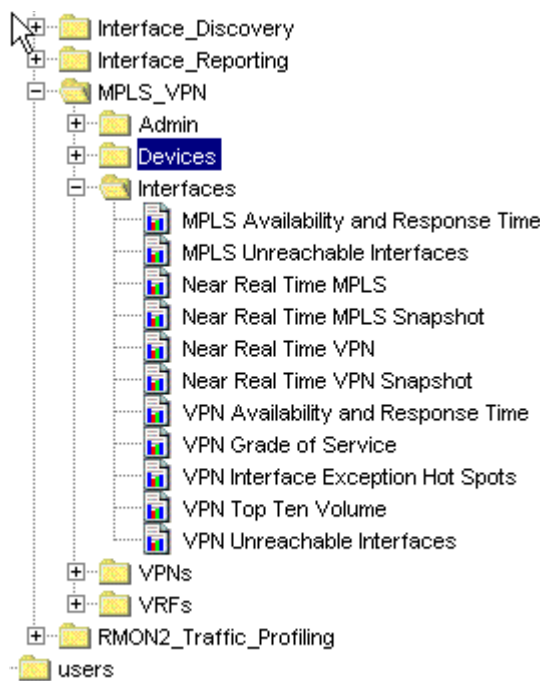 Interface_Discovery
Interface_Reporting
MPLS_VPN
Admin
Devices
Interfaces
MPLS Availability and Response Time
MPLS Unreachable Interfaces
Near Real Time MPLS
Near Real Time MPLS Snapshot
Near Real Time VPN
Near Real Time VPN Snapshot
VPN Availability and Response Time
VPN Grade of Service
VPN Interface Exception Hot Spots
VPN Top Ten Volume
VPN Unreachable Interfaces
VPNs
VRFs
RMON2_Traffic_Profiling
users